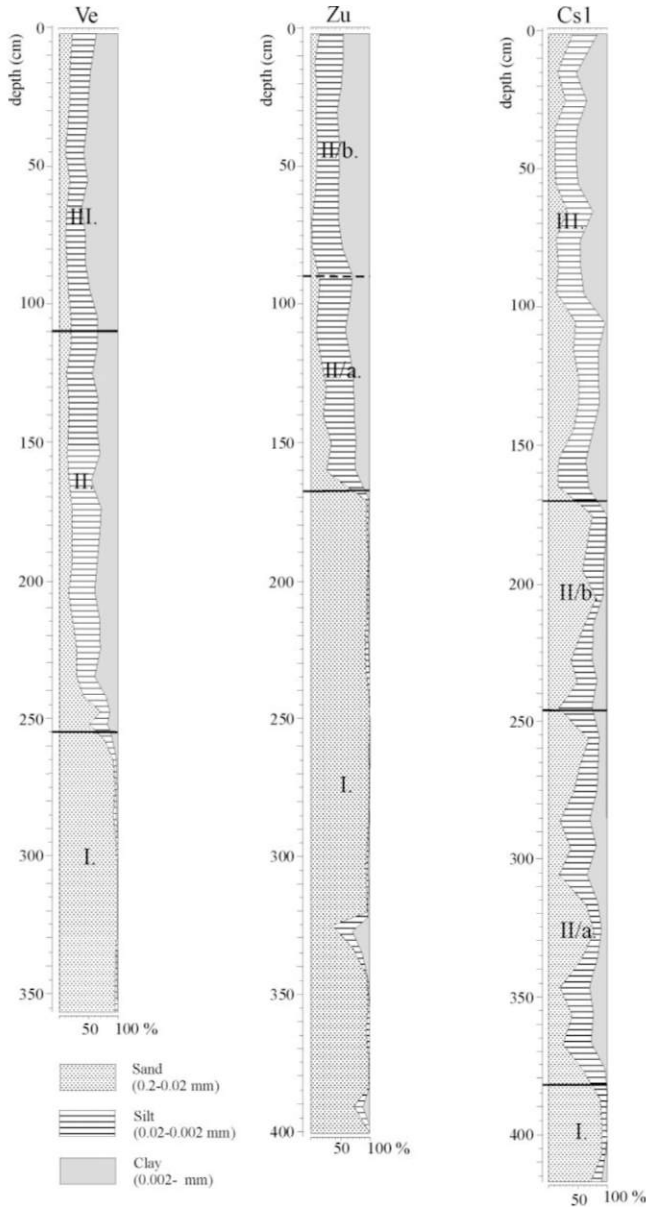 Ve
0
depth (cm)
50
100
150
200
250
300
350
III.
II.
I.
50 100 %
Zu
0
depth (cm)
50
100
150
200
250
300
350
400
II/b.
II/a.
I.
50 100 %
Cs1
0
depth (cm)
50
100
150
200
250
300
350
400
III.
II/b.
II/a.
I.
50 100 %
Sand
(0.2-0.02 mm)
Silt
(0.02-0.002 mm)
Clay
(0.002- mm)